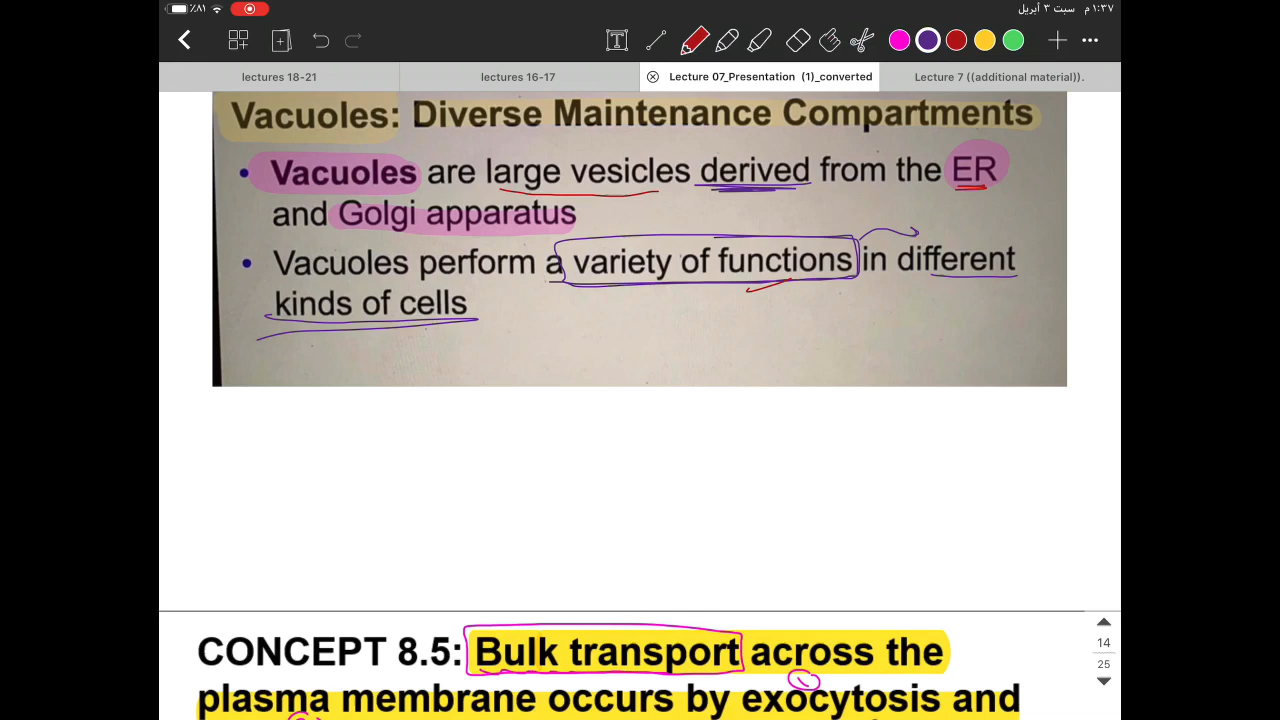 ٪٨١
١:٣٧ م سبت ٣ أبريل
lectures 18-21
lectures 16-17
Lecture 07_Presentation (1)_converted
Lecture 7 ((additional material)).
Vacuoles: Diverse Maintenance Compartments
• Vacuoles are large vesicles derived from the ER
and Golgi apparatus
• Vacuoles perform a variety of functions in different
kinds of cells
14
25
CONCEPT 8.5: Bulk transport across the
plasma membrane occurs by exocytosis and